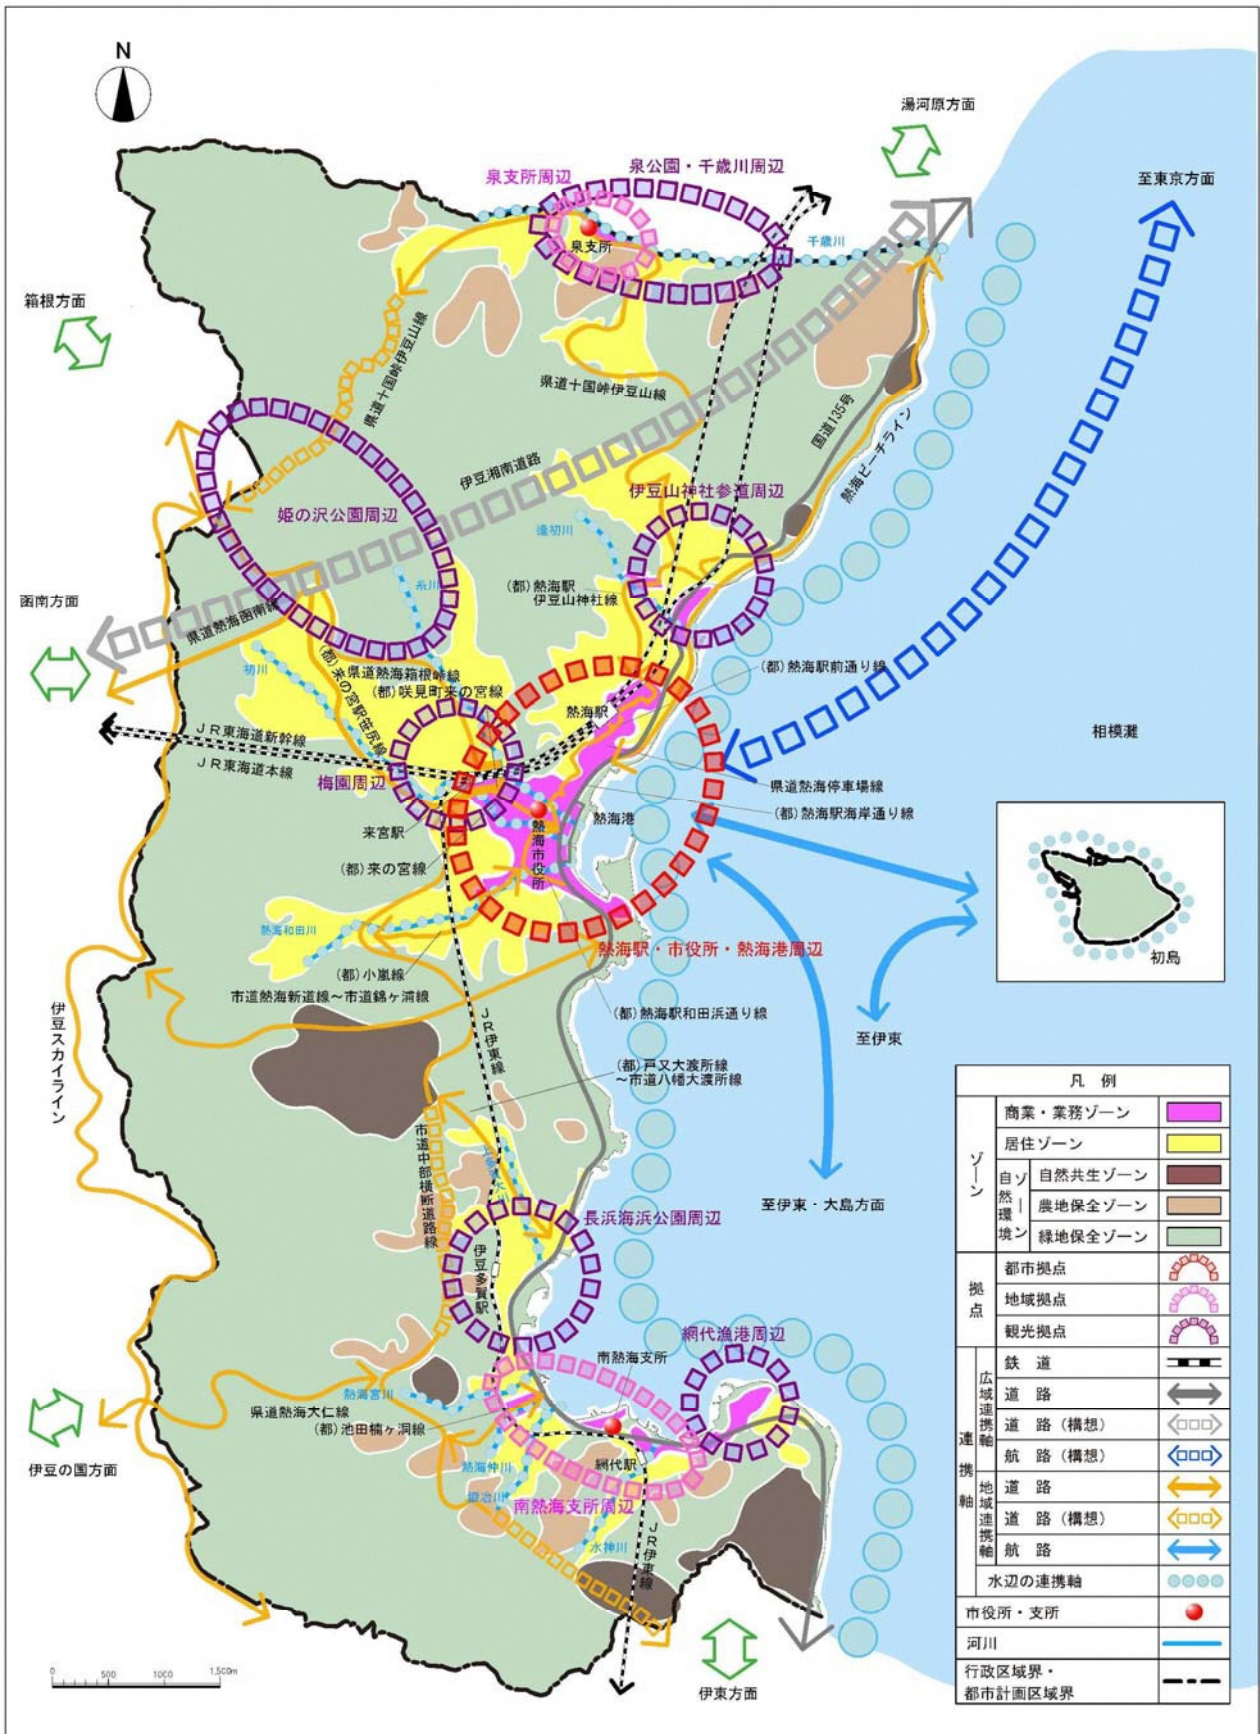 N
湯河原方面
至東京方面
泉公園・千歳川周辺
泉支所周辺
泉支所
千歳川
箱根方面
県道十国峠伊豆山線
県道十国峠伊豆山線
国道135号
熱海ビーチライン
伊豆湘南道路
伊豆山神社参道周辺
姫の沢公園周辺
逢初川
糸川
(都)熱海駅
伊豆山神社線
函南方面
県道熱海函南線
初川
(都)来の宮駅笹尻線
県道熱海箱根峠線
(都)咲見町来の宮線
(都)熱海駅前通り線
熱海駅
JR東海道新幹線
JR東海道本線
相模灘
梅園周辺
県道熱海停車場線
(都)熱海駅海岸通り線
来宮駅
熱海港
熱海市役所
(都)来の宮線
熱海和田川
熱海駅・市役所・熱海港周辺
初島
(都)小嵐線
市道熱海新道線～市道錦ヶ浦線
(都)熱海駅和田浜通り線
至伊東
伊豆スカイライン
JR伊東線
(都)戸又大渡所線
～市道八幡大渡所線
市道中部横断道路線
至伊東・大島方面
長浜海浜公園周辺
伊豆多賀駅
網代漁港周辺
南熱海支所
熱海宮川
県道熱海大仁線
(都)池田楠ヶ洞線
伊豆の国方面
熱海仲川
網代駅
鍛冶川
南熱海支所周辺
水神川
JR伊東線
伊東方面
0 500 1000 1,500m
凡 例
ゾーン
商業・業務ゾーン
居住ゾーン
自然環境ゾーン
自然共生ゾーン
農地保全ゾーン
緑地保全ゾーン
拠点
都市拠点
地域拠点
観光拠点
連携軸
広域連携軸
鉄 道
道 路
道 路(構想)
航 路(構想)
地域連携軸
道 路
道 路(構想)
航 路
水辺の連携軸
市役所・支所
河川
行政区域界・
都市計画区域界